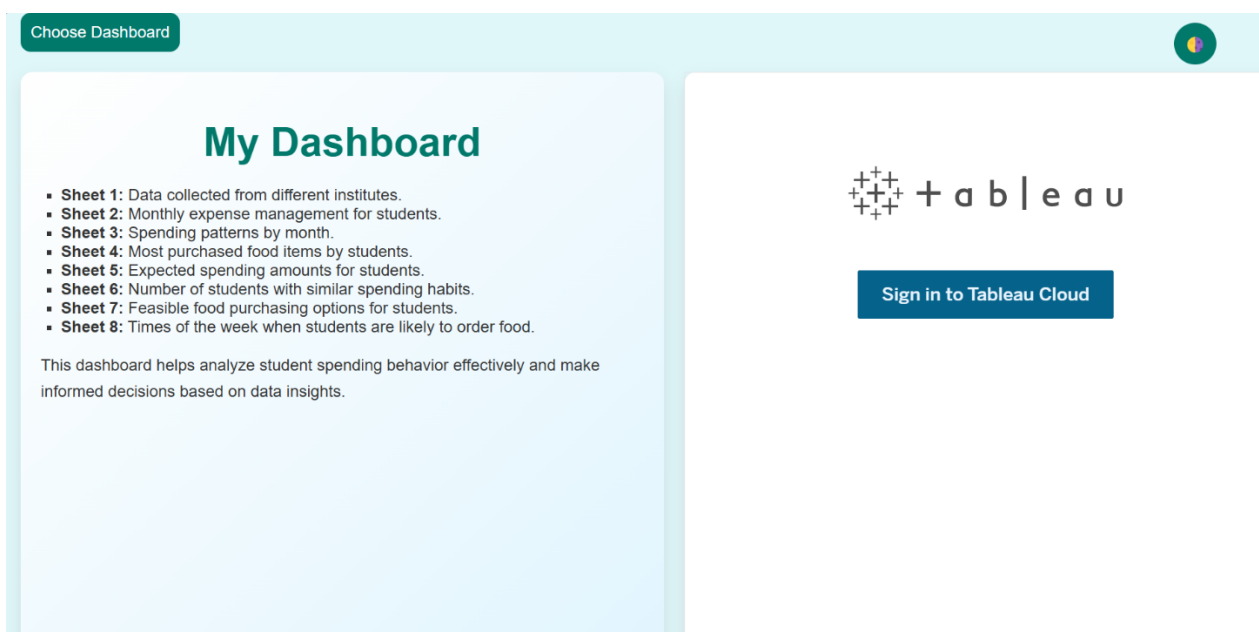 Choose Dashboard
My Dashboard
▪ Sheet 1: Data collected from different institutes.
▪ Sheet 2: Monthly expense management for students.
▪ Sheet 3: Spending patterns by month.
▪ Sheet 4: Most purchased food items by students.
▪ Sheet 5: Expected spending amounts for students.
▪ Sheet 6: Number of students with similar spending habits.
▪ Sheet 7: Feasible food purchasing options for students.
▪ Sheet 8: Times of the week when students are likely to order food.
This dashboard helps analyze student spending behavior effectively and make
informed decisions based on data insights.
+ a b l e a u
Sign in to Tableau Cloud